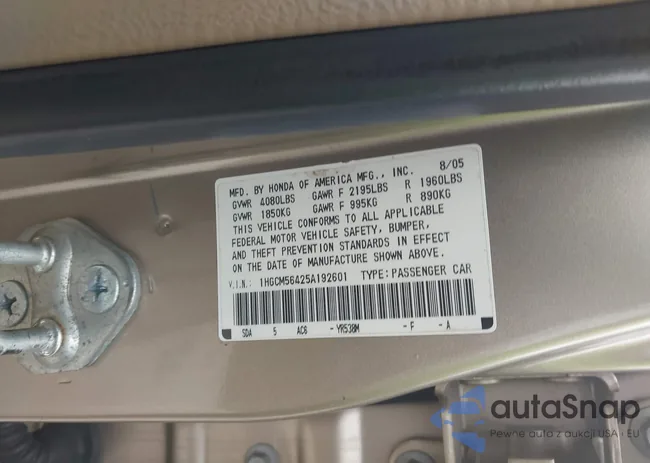 MFD. BY HONDA OF AMERICA MFG., INC. 8/05
GVWR 4080LBS GAWR F 2195LBS R 1960LBS
GVWR 1850KG GAWR F 995KG R 890KG
THIS VEHICLE CONFORMS TO ALL APPLICABLE
FEDERAL MOTOR VEHICLE SAFETY, BUMPER,
AND THEFT PREVENTION STANDARDS IN EFFECT
ON THE DATE OF MANUFACTURE SHOWN ABOVE.
V.I.N.: 1HGCM56425A192601 TYPE: PASSENGER CAR
SDA 5 AC6 - YR538M - F - A
autaSnap
Pewne auto z aukcji USA i EU